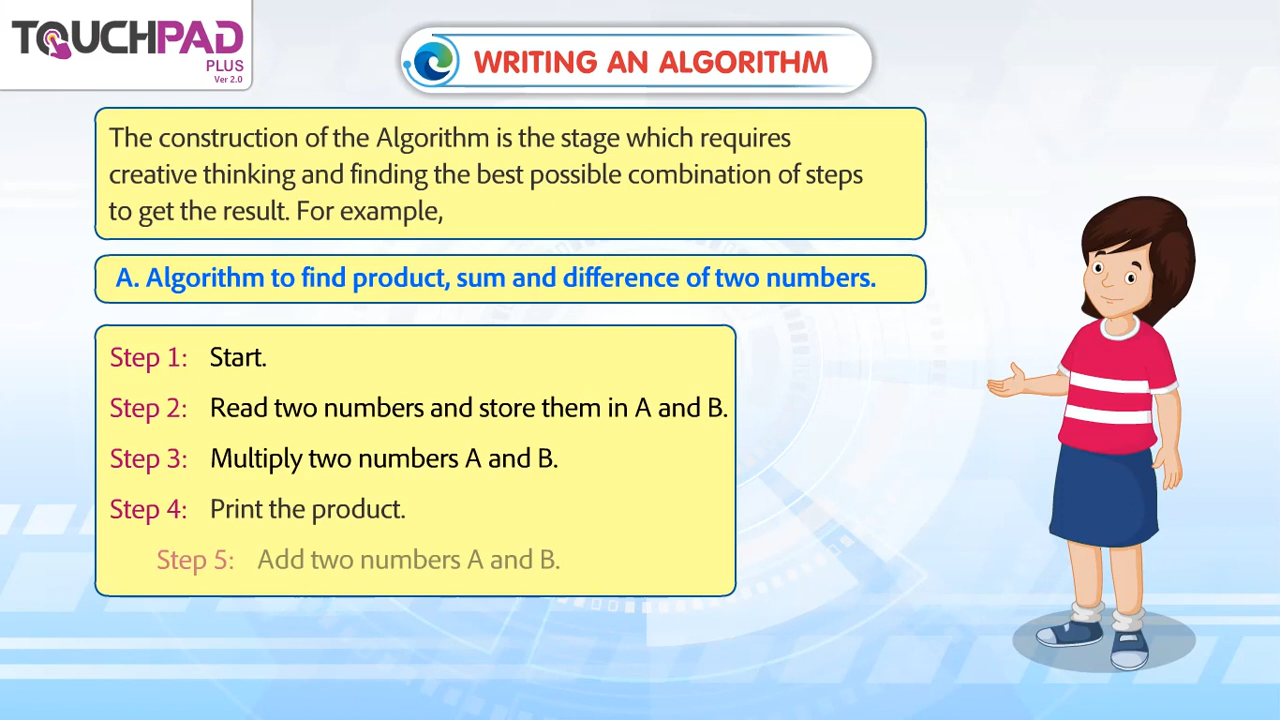 TOUCHPAD
PLUS
Ver 2.0
WRITING AN ALGORITHM
The construction of the Algorithm is the stage which requires
creative thinking and finding the best possible combination of steps
to get the result. For example,
A. Algorithm to find product, sum and difference of two numbers.
Step 1: Start.
Step 2: Read two numbers and store them in A and B.
Step 3: Multiply two numbers A and B.
Step 4: Print the product.
Step 5: Add two numbers A and B.